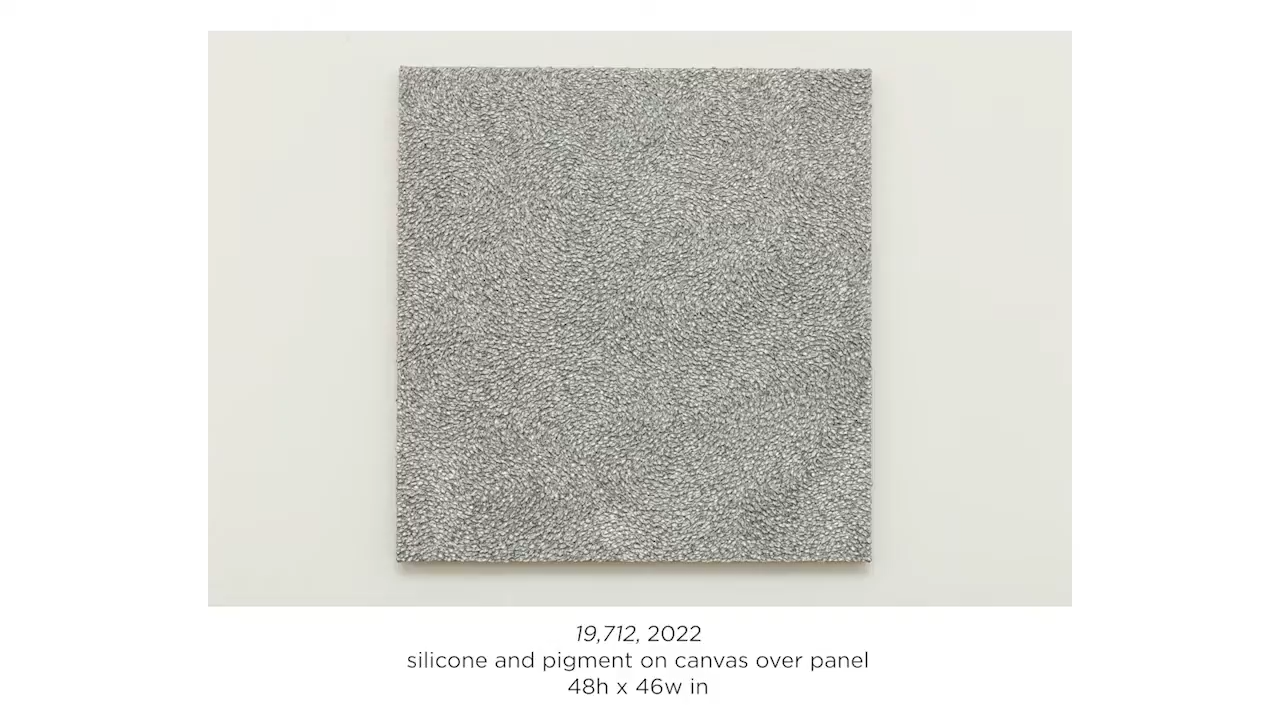 19,712, 2022
silicone and pigment on canvas over panel
48h x 46w in